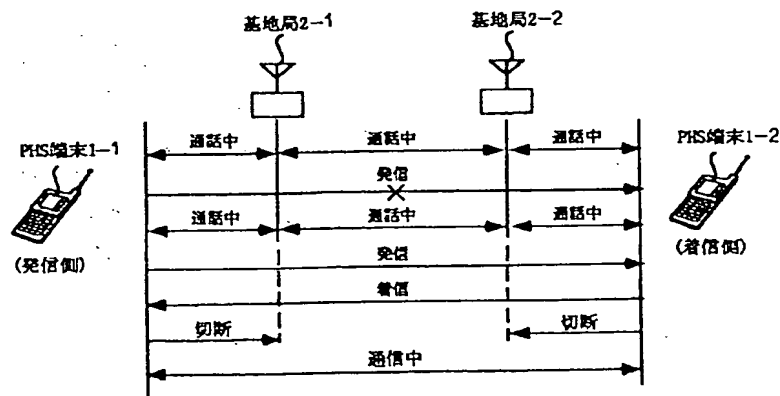 基地局2-1
基地局2-2
PHS端末1-1
通話中
通話中
通話中
PHS端末1-2
発信
通話中
通話中
通話中
(発信側)
(着信側)
発信
着信
切断
切断
通信中